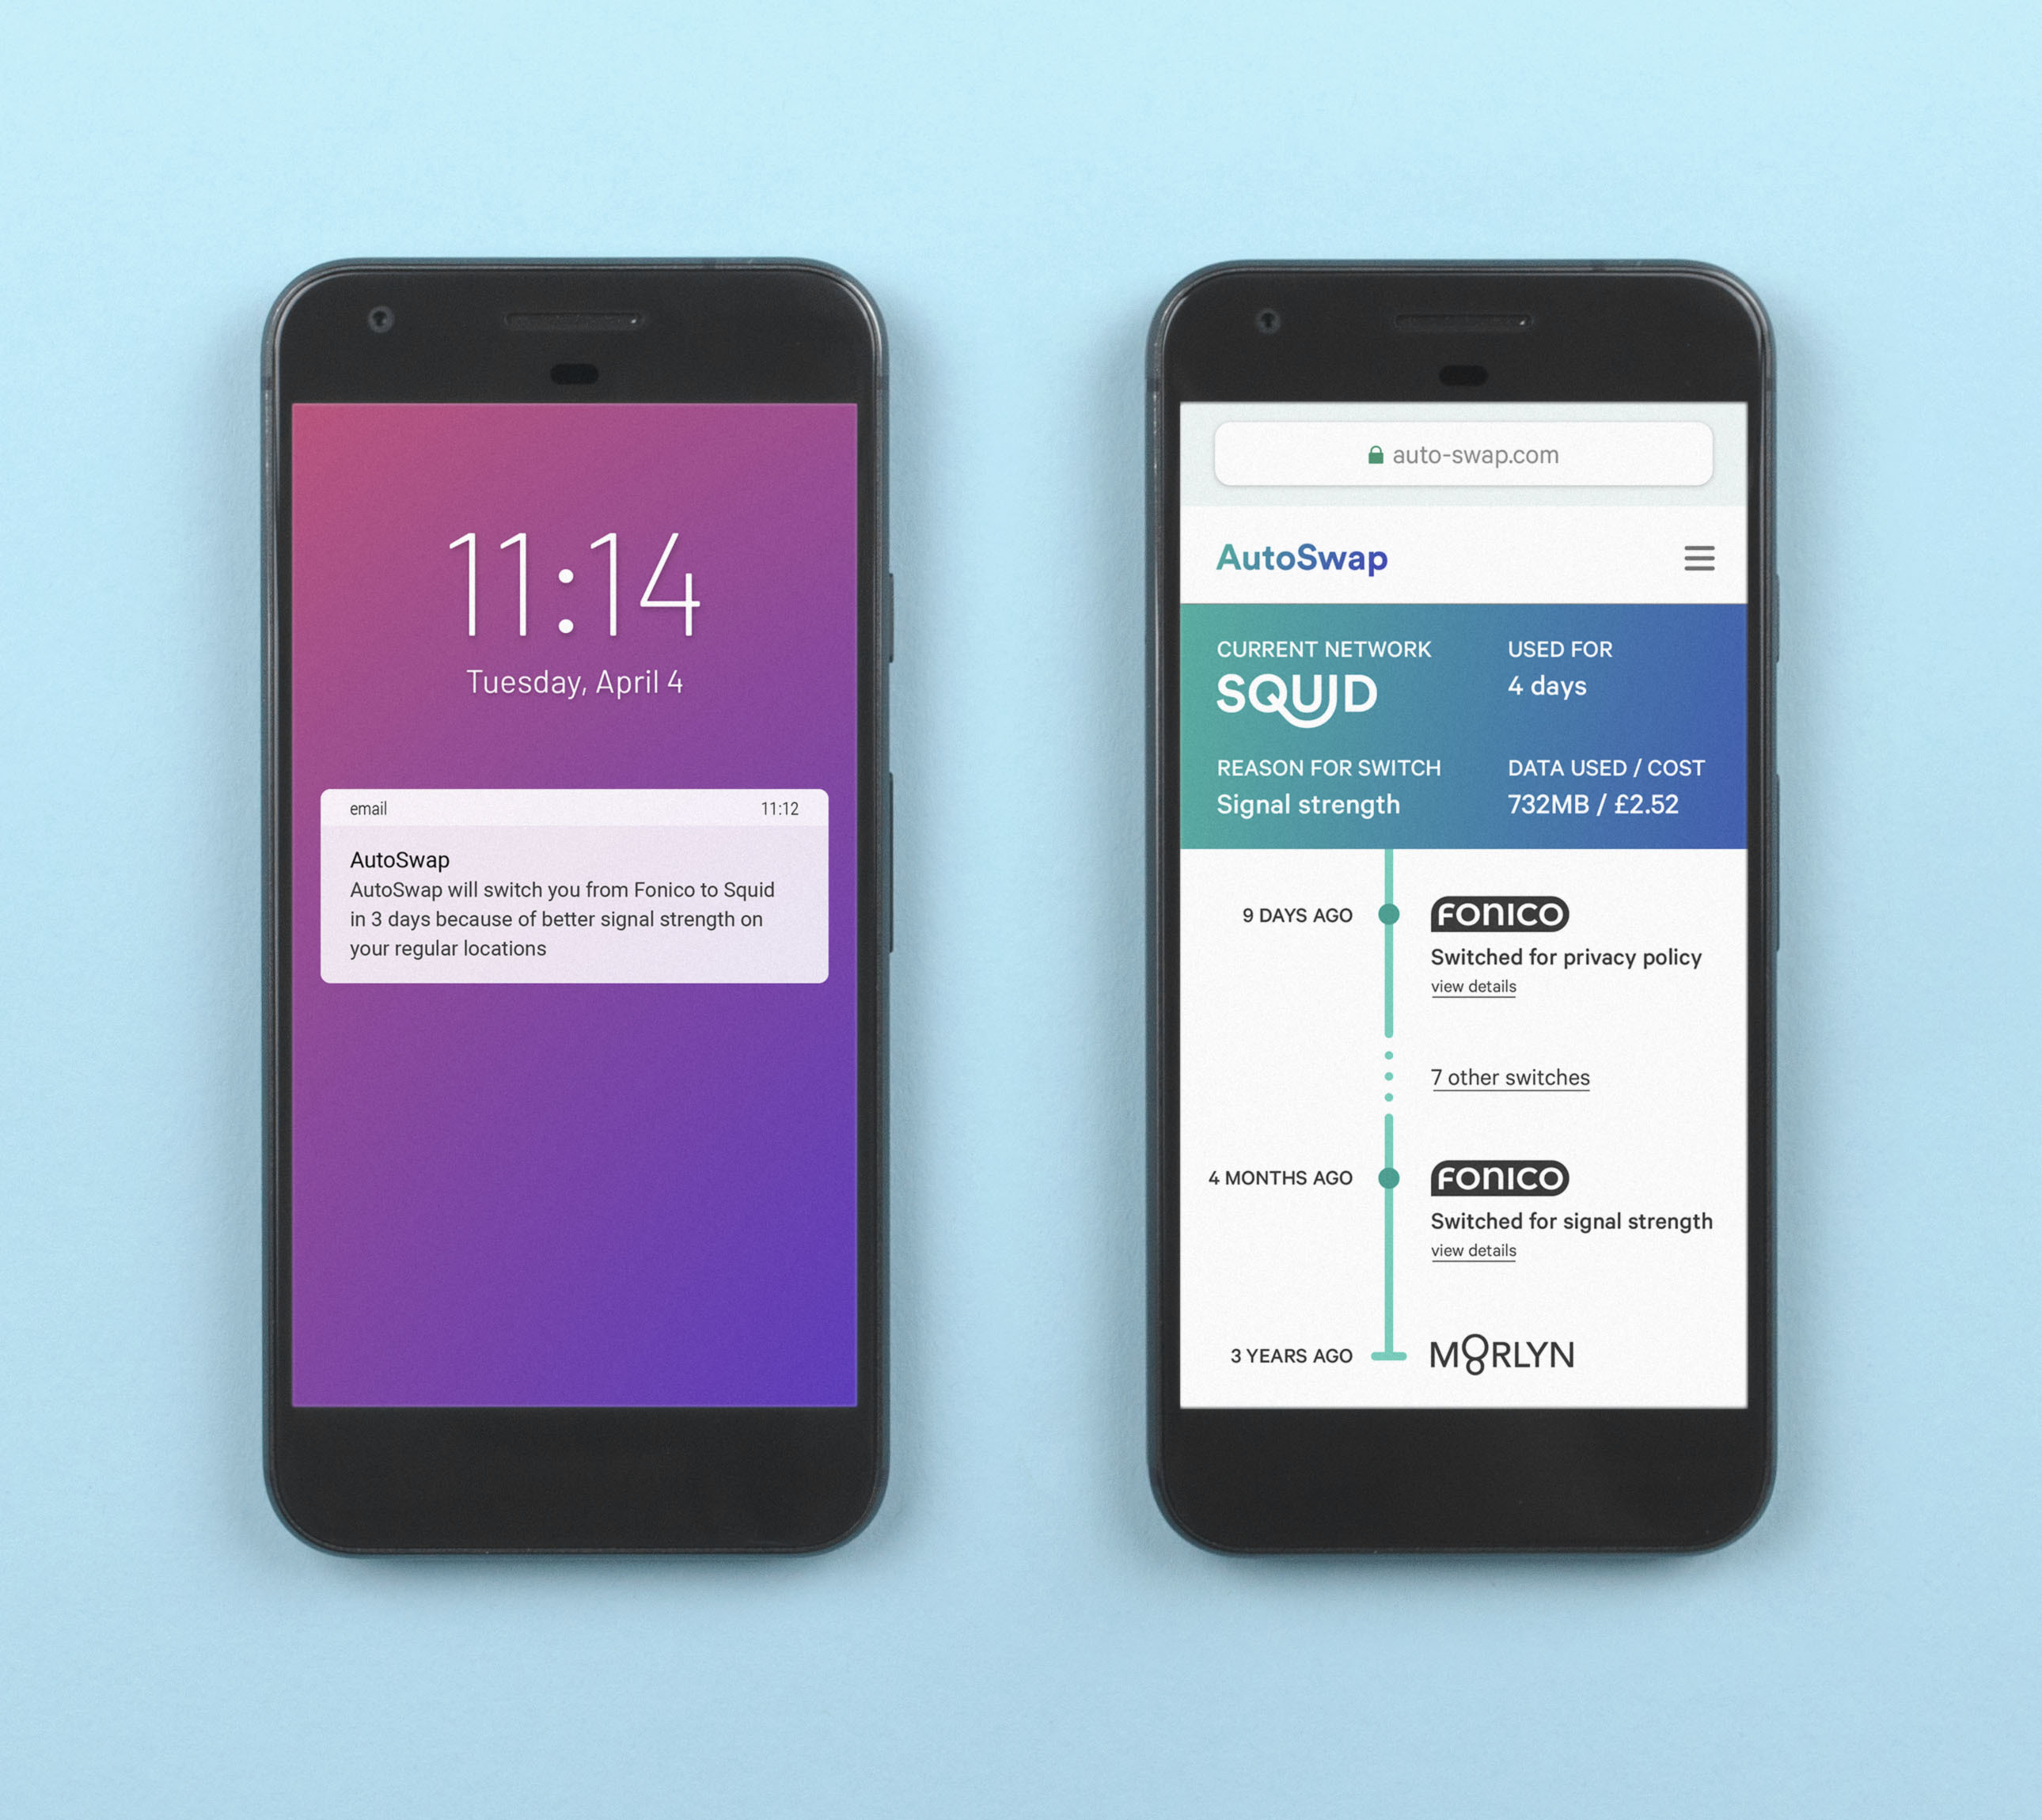 11:14
Tuesday, April 4
email 11:12
AutoSwap
AutoSwap will switch you from Fonico to Squid
in 3 days because of better signal strength on
your regular locations
auto-swap.com
AutoSwap
CURRENT NETWORK
SQUID
USED FOR
4 days
REASON FOR SWITCH
Signal strength
DATA USED / COST
732MB / £2.52
9 DAYS AGO
FONICO
Switched for privacy policy
view details
7 other switches
4 MONTHS AGO
FONICO
Switched for signal strength
view details
3 YEARS AGO
MORLYN